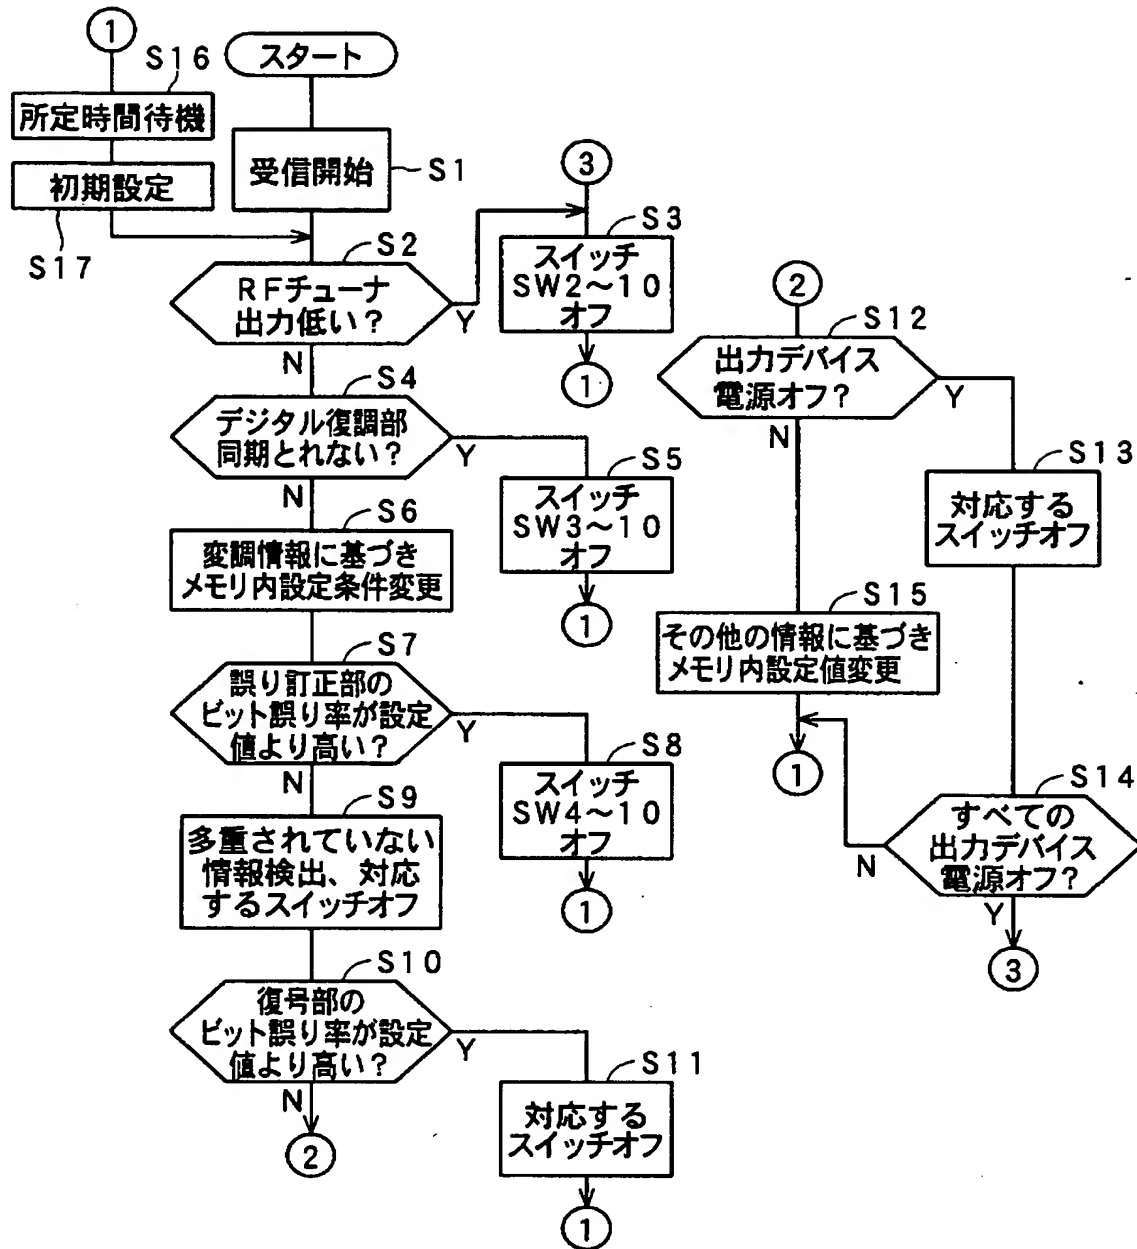 ①
S16
所定時間待機
初期設定
S17
スタート
受信開始
S1
S2
RFチューナ
出力低い?
Y
N
③
S3
スイッチ
SW2~10
オフ
①
S4
デジタル復調部
同期とれない?
Y
N
S5
スイッチ
SW3~10
オフ
①
S6
変調情報に基づき
メモリ内設定条件変更
S7
誤り訂正部の
ビット誤り率が設定
値より高い?
Y
N
S8
スイッチ
SW4~10
オフ
①
S9
多重されていない
情報検出、対応
するスイッチオフ
S10
復号部の
ビット誤り率が設定
値より高い?
Y
N
②
S11
対応する
スイッチオフ
①
②
S12
出力デバイス
電源オフ?
Y
N
S13
対応する
スイッチオフ
S15
その他の情報に基づき
メモリ内設定値変更
①
S14
すべての
出力デバイス
電源オフ?
N
Y
③